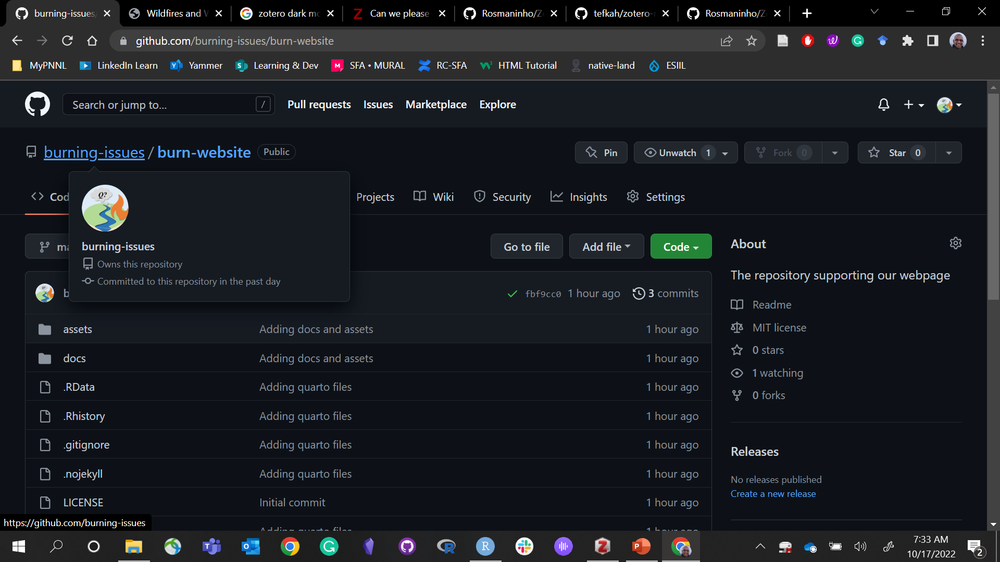 burning-issues/
Wildfires and W
zotero dark mo
Can we please
Rosmaninho/Zo
tefkah/zotero-
Rosmaninho/Zo
github.com/burning-issues/burn-website
MyPNNL
LinkedIn Learn
Yammer
Learning & Dev
SFA • MURAL
RC-SFA
HTML Tutorial
native-land
ESIIL
Search or jump to... /
Pull requests
Issues
Marketplace
Explore
burning-issues / burn-website Public
Pin
Unwatch 1
Fork 0
Star 0
Cod
Projects
Wiki
Security
Insights
Settings
Q?
burning-issues
Owns this repository
Committed to this repository in the past day
ma
Go to file
Add file
Code
b
fbf9cc0 1 hour ago 3 commits
assets Adding docs and assets 1 hour ago
docs Adding docs and assets 1 hour ago
.RData Adding quarto files 1 hour ago
.Rhistory Adding quarto files 1 hour ago
.gitignore Adding quarto files 1 hour ago
.nojekyll Adding quarto files 1 hour ago
LICENSE Initial commit 1 hour ago
Adding quarto files 1 hour ago
About
The repository supporting our webpage
Readme
MIT license
0 stars
1 watching
0 forks
Releases
No releases published
Create a new release
https://github.com/burning-issues
7:33 AM
10/17/2022
2